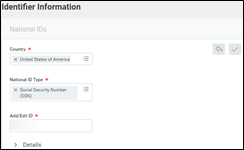 Identifier Information
National IDs
Country *
× United States of America
National ID Type *
× Social Security Number
(SSN)
Add/Edit ID *
> Details